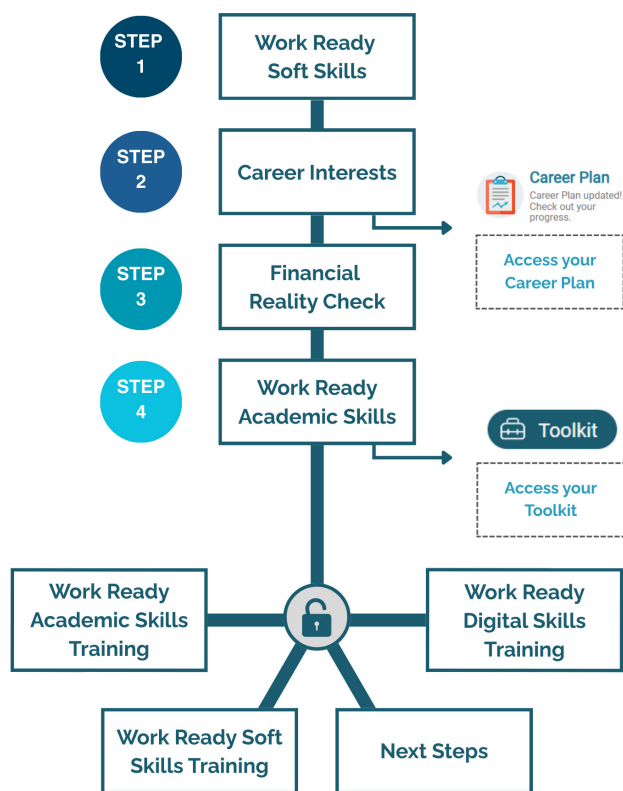 STEP
1
Work Ready
Soft Skills
STEP
2
Career Interests
Career Plan
Career Plan updated!
Check out your
progress.
Access your
Career Plan
STEP
3
Financial
Reality Check
STEP
4
Work Ready
Academic Skills
Toolkit
Access your
Toolkit
Work Ready
Academic Skills
Training
Work Ready
Digital Skills
Training
Work Ready Soft
Skills Training
Next Steps